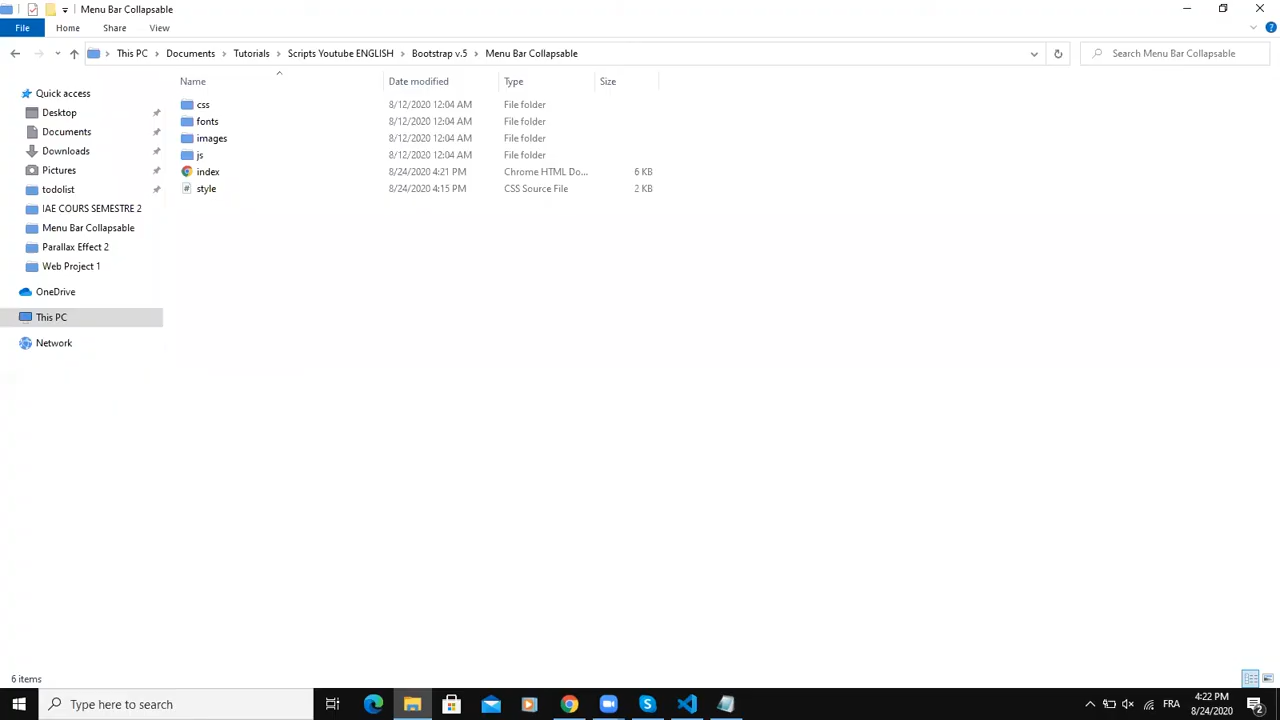 Menu Bar Collapsable
File Home Share View
This PC Documents Tutorials Scripts Youtube ENGLISH Bootstrap v.5 Menu Bar Collapsable Search Menu Bar Collapsable
Name Date modified Type Size
Quick access
Desktop
Documents
Downloads
Pictures
todolist
IAE COURS SEMESTRE 2
Menu Bar Collapsable
Parallax Effect 2
Web Project 1
OneDrive
This PC
Network
css 8/12/2020 12:04 AM File folder
fonts 8/12/2020 12:04 AM File folder
images 8/12/2020 12:04 AM File folder
js 8/12/2020 12:04 AM File folder
index 8/24/2020 4:21 PM Chrome HTML Do... 6 KB
style 8/24/2020 4:15 PM CSS Source File 2 KB
6 items
Type here to search
FRA
4:22 PM
8/24/2020
2